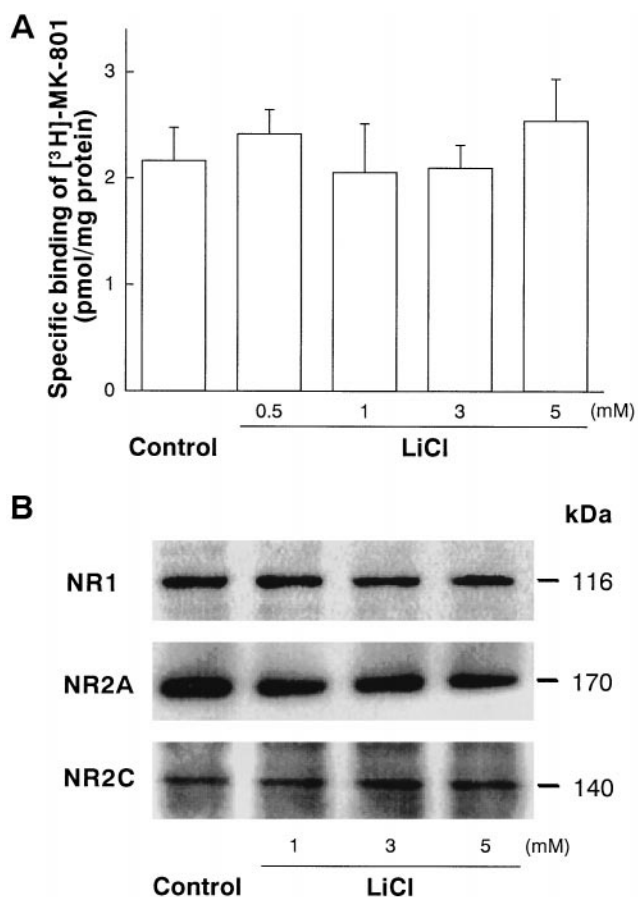 A
Specific binding of [³H]-MK-801
(pmol/mg protein)
3
2
1
0
0.5 1 3 5 (mM)
Control LiCl
B
kDa
NR1 116
NR2A 170
NR2C 140
1 3 5 (mM)
Control LiCl